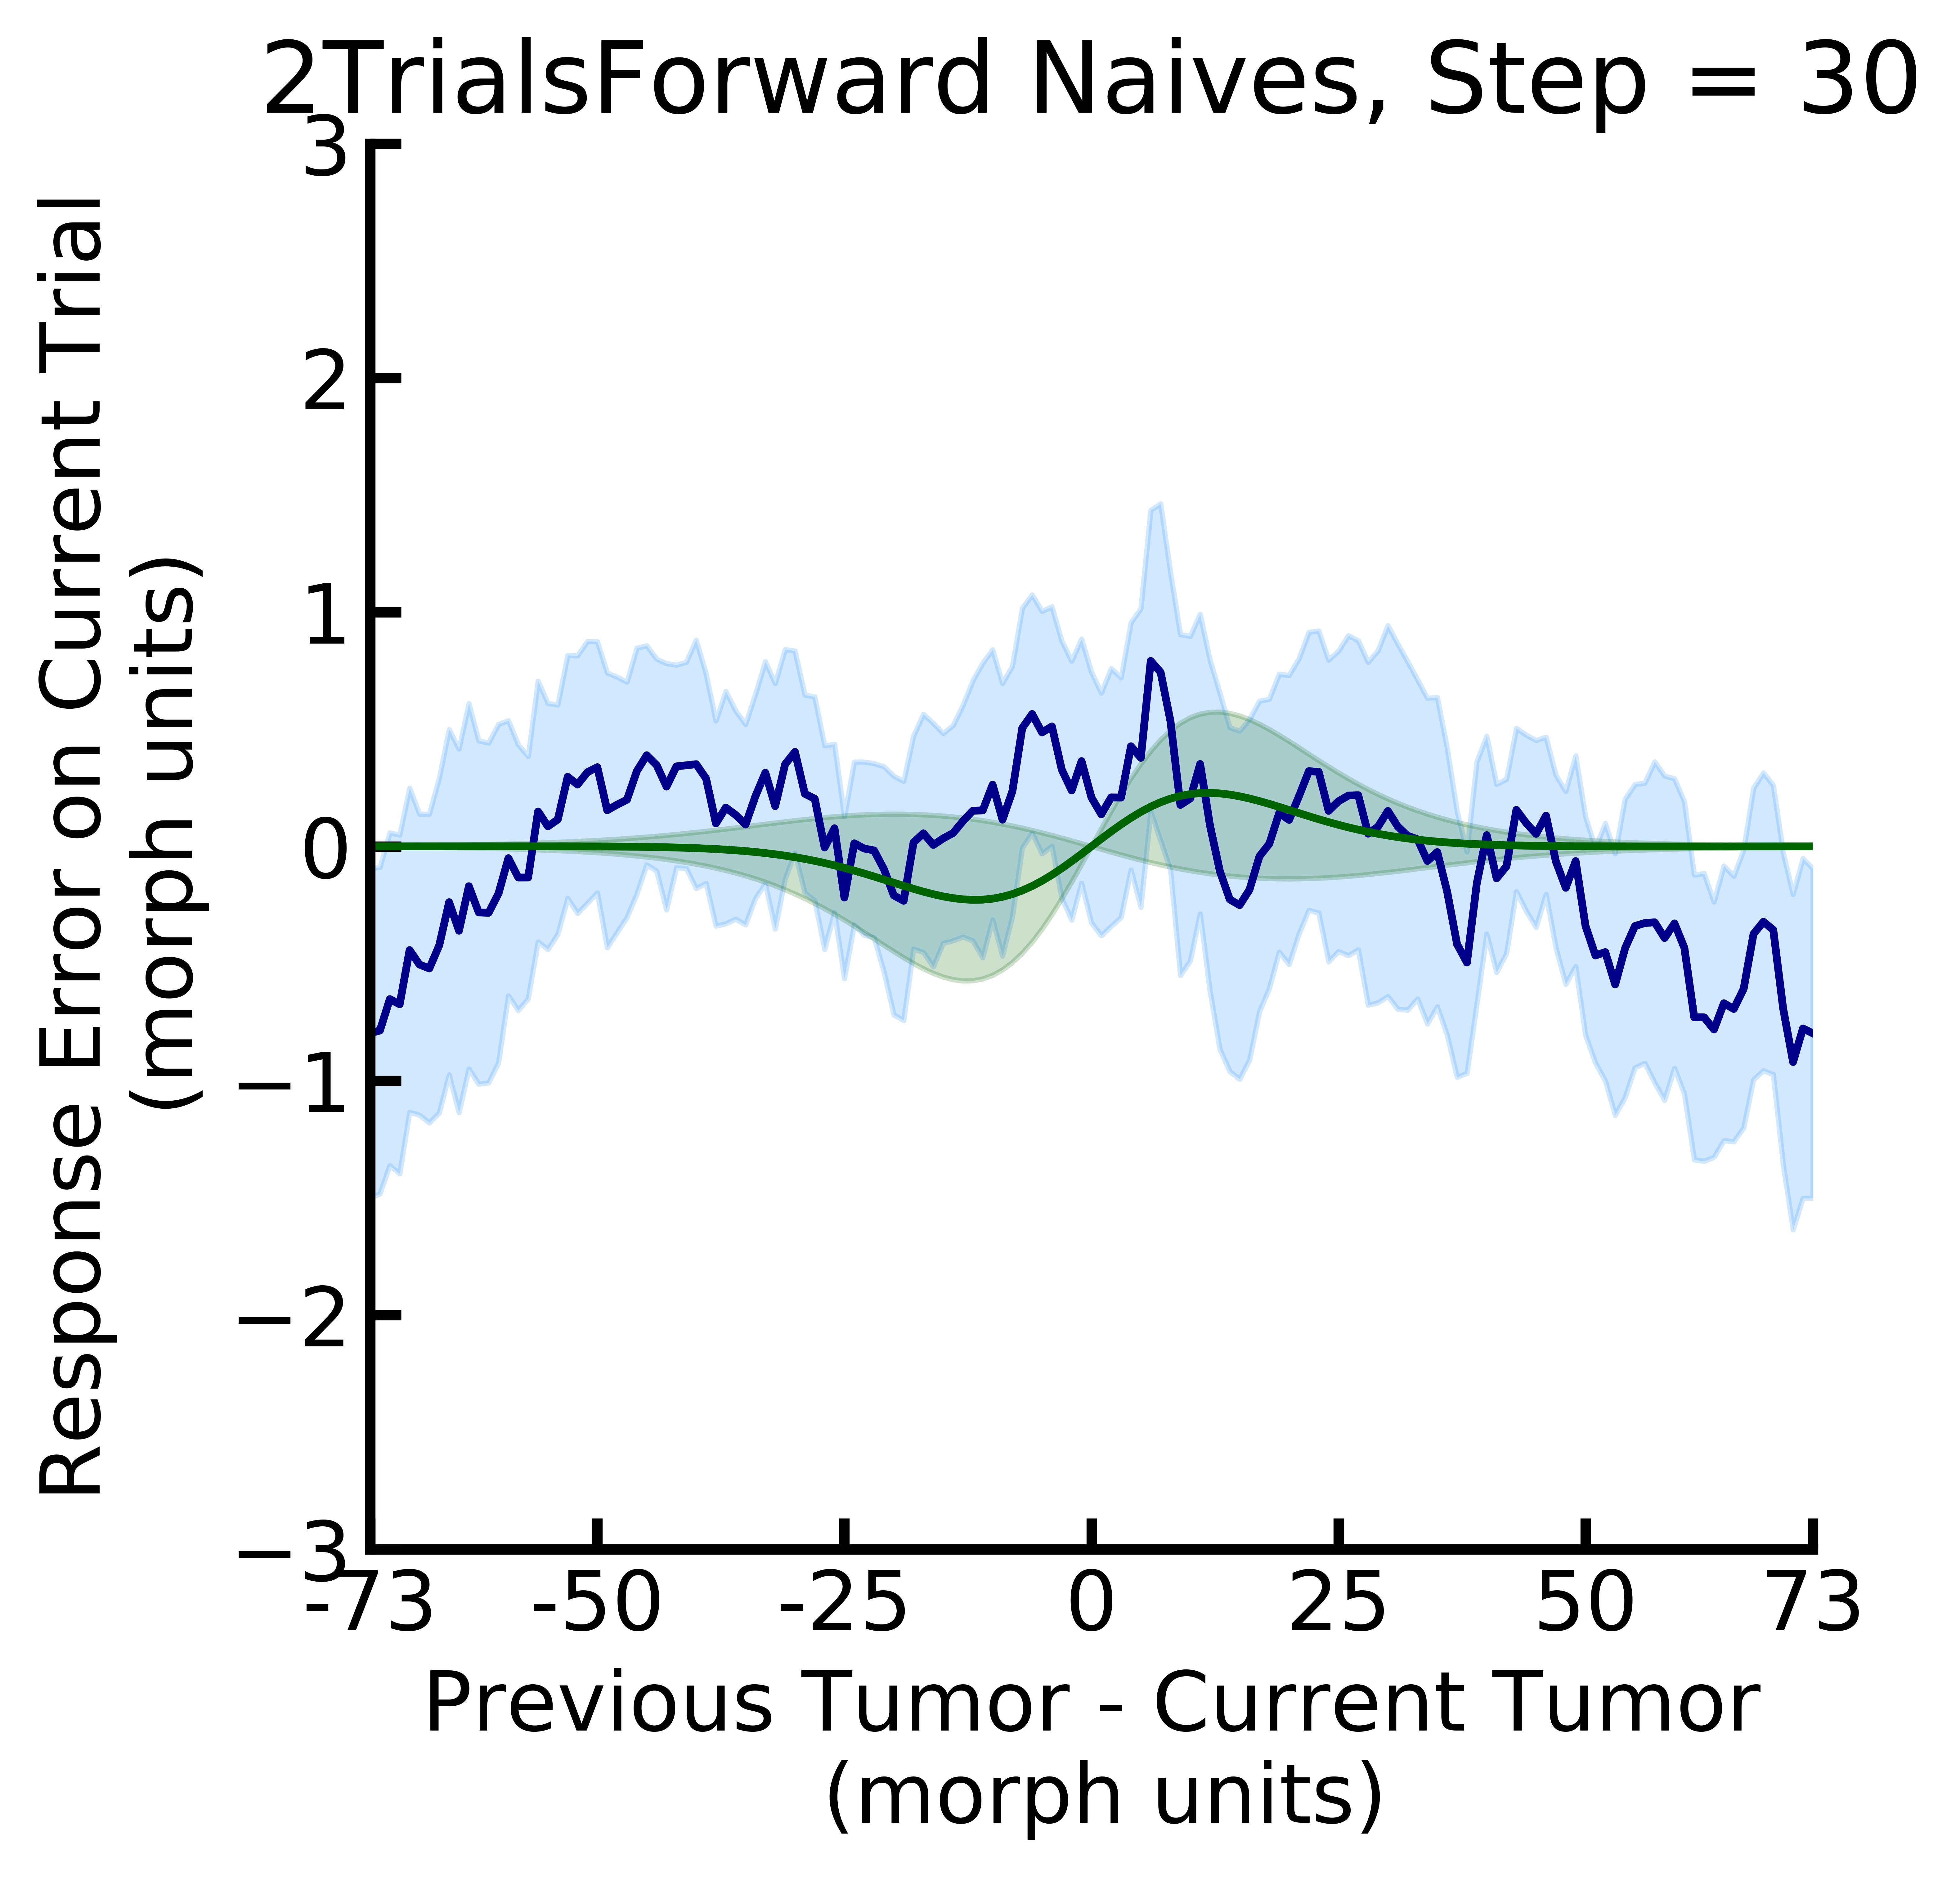 2TrialsForward Naives, Step = 30
Response Error on Current Trial
(morph units)
3
2
1
0
−1
−2
−3
-73
-50
-25
0
25
50
73
Previous Tumor - Current Tumor
(morph units)